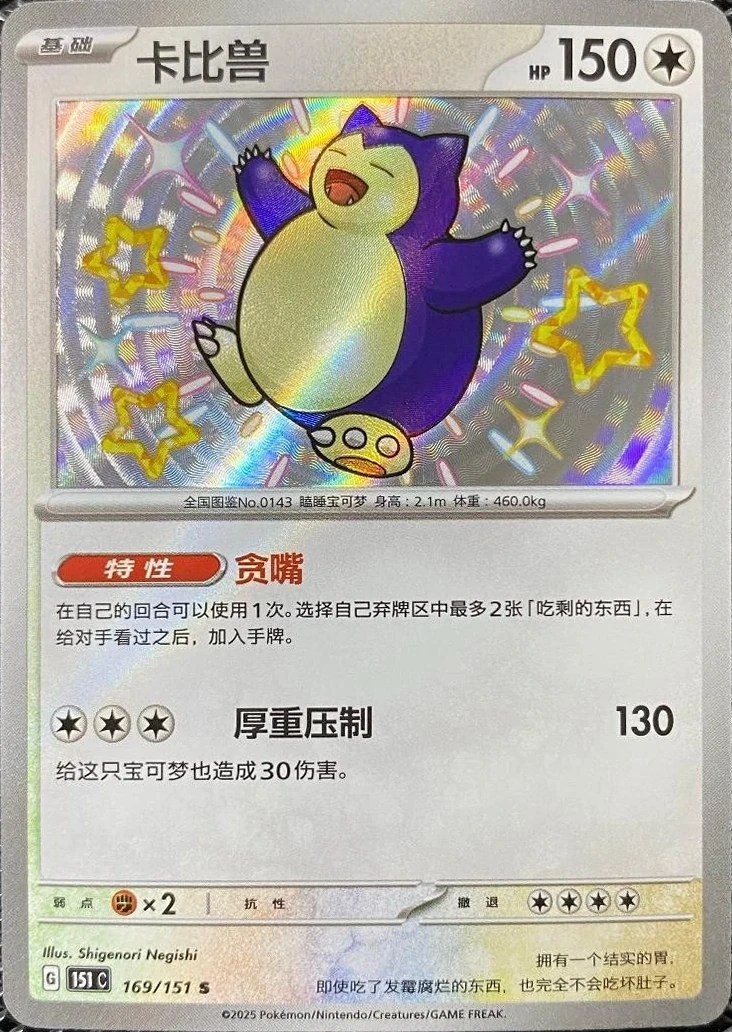 基础
卡比兽
HP 150
全国图鉴No.0143 瞌睡宝可梦 身高：2.1m 体重：460.0kg
特性 贪嘴
在自己的回合可以使用1次。选择自己弃牌区中最多2张「吃剩的东西」，在
给对手看过之后，加入手牌。
厚重压制 130
给这只宝可梦也造成30伤害。
弱点 ×2 抗性 撤退
Illus. Shigenori Negishi
G 151 C 169/151 S
拥有一个结实的胃，
即使吃了发霉腐烂的东西，也完全不会吃坏肚子。
©2025 Pokémon/Nintendo/Creatures/GAME FREAK.